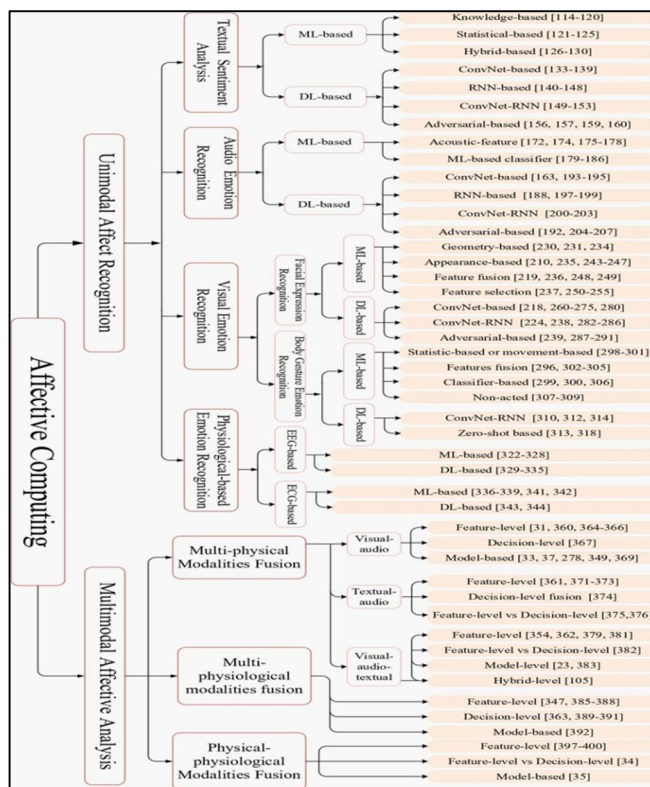 Affective Computing
Unimodal Affect Recognition
Textual Sentiment
Analysis
ML-based
Knowledge-based [114-120]
Statistical-based [121-125]
Hybrid-based [126-130]
DL-based
ConvNet-based [133-139]
RNN-based [140-148]
ConvNet-RNN [149-153]
Adversarial-based [156, 157, 159, 160]
Audio Emotion
Recognition
ML-based
Acoustic-feature [172, 174, 175-178]
ML-based classifier [179-186]
DL-based
ConvNet-based [163, 193-195]
RNN-based [188, 197-199]
ConvNet-RNN [200-203]
Adversarial-based [192, 204-207]
Visual Emotion
Recognition
Facial Expression
Recognition
ML-based
Geometry-based [230, 231, 234]
Appearance-based [210, 235, 243-247]
Feature fusion [219, 236, 248, 249]
Feature selection [237, 250-255]
DL-based
ConvNet-based [218, 260-275, 280]
ConvNet-RNN [224, 238, 282-286]
Adversarial-based [239, 287-291]
Body Gesture Emotion
Recognition
ML-based
Statistic-based or movement-based [298-301]
Features fusion [296, 302-305]
Classifier-based [299, 300, 306]
Non-acted [307-309]
DL-based
ConvNet-RNN [310, 312, 314]
Zero-shot based [313, 318]
Physiological-based
Emotion Recognition
EEG-based
ML-based [322-328]
DL-based [329-335]
ECG-based
ML-based [336-339, 341, 342]
DL-based [343, 344]
Multimodal Affective Analysis
Multi-physical
Modalities Fusion
Visual-
audio
Feature-level [31, 360, 364-366]
Decision-level [367]
Model-based [33, 37, 278, 349, 369]
Textual-
audio
Feature-level [361, 371-373]
Decision-level fusion [374]
Feature-level vs Decision-level [375,376]
Visual-
audio-
textual
Feature-level [354, 362, 379, 381]
Feature-level vs Decision-level [382]
Model-level [23, 383]
Hybrid-level [105]
Multi-
physiological
modalities fusion
Feature-level [347, 385-388]
Decision-level [363, 389-391]
Model-based [392]
Physical-
physiological
Modalities Fusion
Feature-level [397-400]
Feature-level vs Decision-level [34]
Model-based [35]